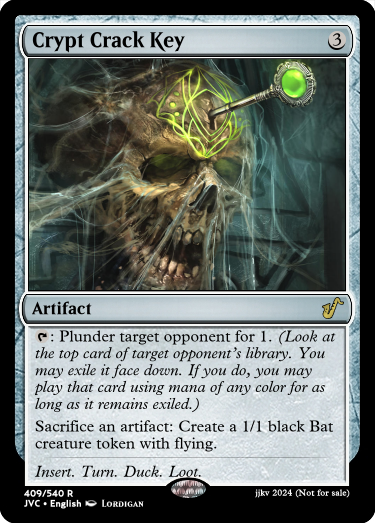 Crypt Crack Key 3
Artifact
: Plunder target opponent for 1. (Look at
the top card of target opponent's library. You
may exile it face down. If you do, you may
play that card using mana of any color for as
long as it remains exiled.)
Sacrifice an artifact: Create a 1/1 black Bat
creature token with flying.
Insert. Turn. Duck. Loot.
409/540 R
jjkv 2024 (Not for sale)
JVC • English LORDIGAN